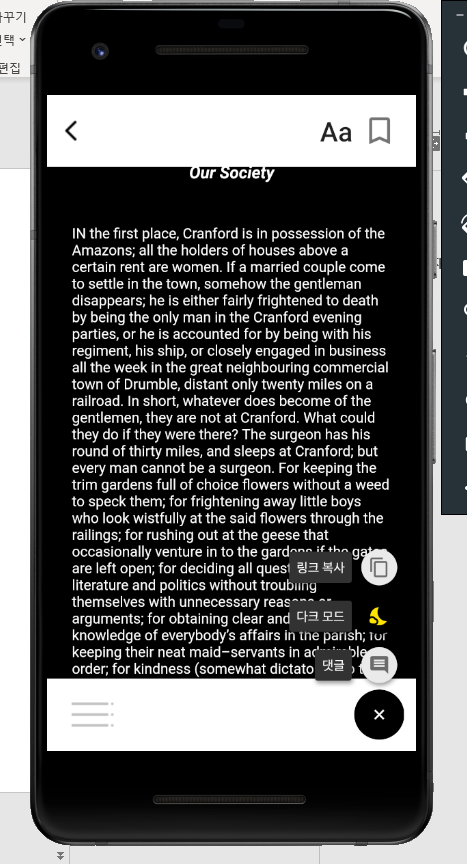 바꾸기
선택
편집
Aa
Our Society
IN the first place, Cranford is in possession of the
Amazons; all the holders of houses above a
certain rent are women. If a married couple come
to settle in the town, somehow the gentleman
disappears; he is either fairly frightened to death
by being the only man in the Cranford evening
parties, or he is accounted for by being with his
regiment, his ship, or closely engaged in business
all the week in the great neighbouring commercial
town of Drumble, distant only twenty miles on a
railroad. In short, whatever does become of the
gentlemen, they are not at Cranford. What could
they do if they were there? The surgeon has his
round of thirty miles, and sleeps at Cranford; but
every man cannot be a surgeon. For keeping the
trim gardens full of choice flowers without a weed
to speck them; for frightening away little boys
who look wistfully at the said flowers through the
railings; for rushing out at the geese that
occasionally venture in to the gardens if the gates
링크 복사
are left open; for deciding all
literature and politics without troubling
themselves with unnecessary reasons or
다크 모드
arguments; for obtaining clear and
knowledge of everybody's affairs in the parish; for
keeping their neat maid–servants in admirable
댓글
order; for kindness (somewhat